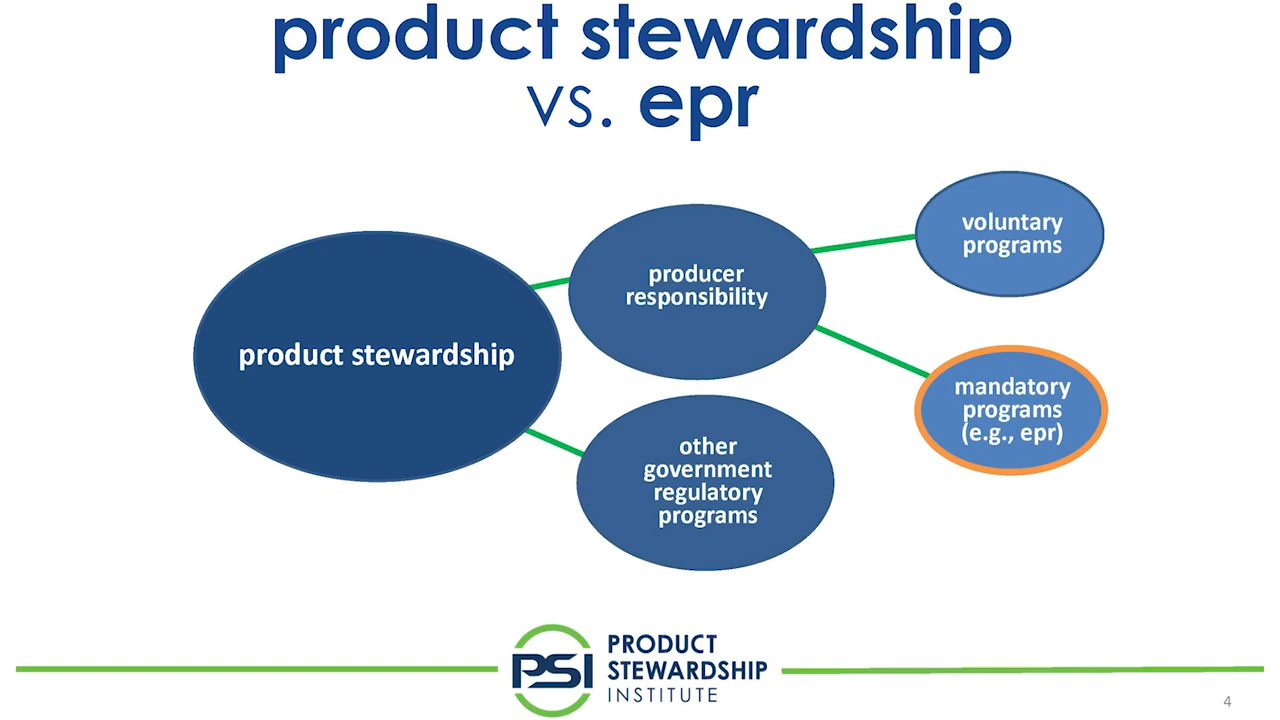 product stewardship
vs. epr
product stewardship
producer
responsibility
voluntary
programs
mandatory
programs
(e.g., epr)
other
government
regulatory
programs
PSI
PRODUCT
STEWARDSHIP
INSTITUTE
4